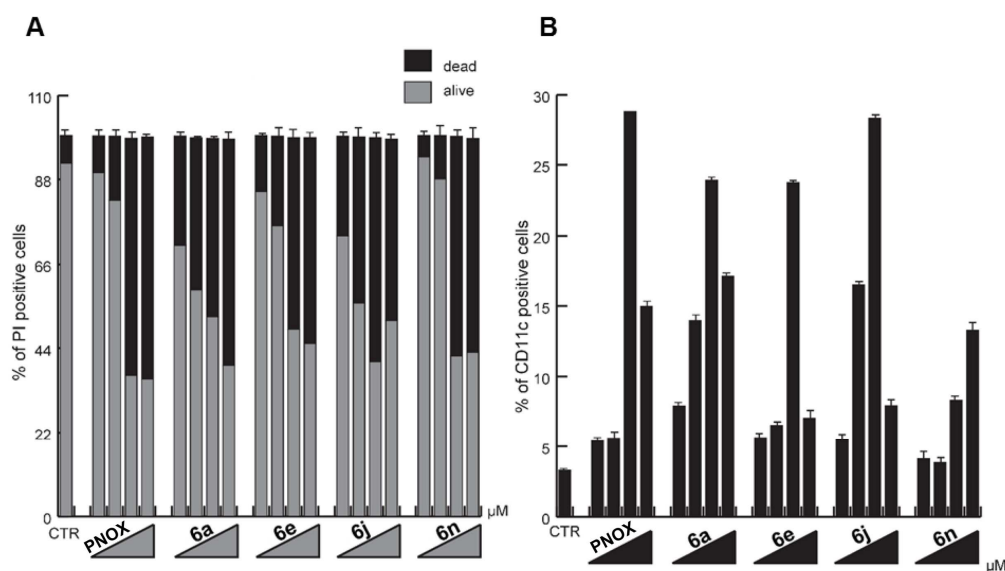 A
dead
alive
% of PI positive cells
110
88
66
44
22
0
CTR
PNOX
6a
6e
6j
6n
µM
B
% of CD11c positive cells
30
25
20
15
10
5
0
CTR
PNOX
6a
6e
6j
6n
µM